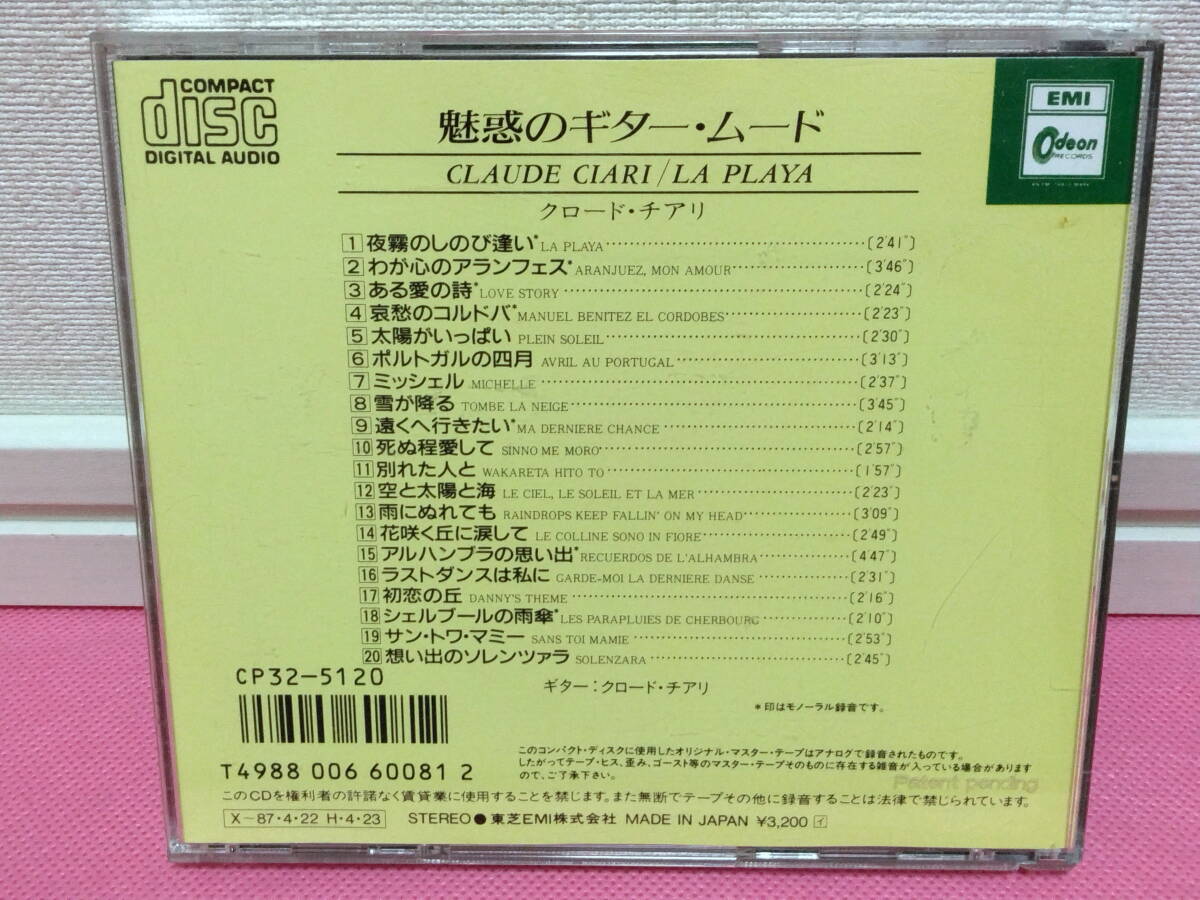 COMPACT
disc
DIGITAL AUDIO
EMI
Odeon
RECORDS
魅惑のギター・ムード
CLAUDE CIARI/LA PLAYA
クロード・チアリ
1 夜霧のしのび逢い* LA PLAYA (2'41")
2 わが心のアランフェス* ARANJUEZ, MON AMOUR (3'46")
3 ある愛の詩* LOVE STORY (2'24")
4 哀愁のコルドバ* MANUEL BENITEZ EL CORDOBES (2'23")
5 太陽がいっぱい PLEIN SOLEIL (2'30")
6 ポルトガルの四月 AVRIL AU PORTUGAL (3'13")
7 ミッシェル MICHELLE (2'37")
8 雪が降る TOMBE LA NEIGE (3'45")
9 遠くへ行きたい* MA DERNIERE CHANCE (2'14")
10 死ぬ程愛して SINNO ME MORO (2'57")
11 別れた人と WAKARETA HITO TO (1'57")
12 空と太陽と海 LE CIEL, LE SOLEIL ET LA MER (2'23")
13 雨にぬれても RAINDROPS KEEP FALLIN' ON MY HEAD (3'09")
14 花咲く丘に涙して LE COLLINE SONO IN FIORE (2'49")
15 アルハンブラの思い出* RECUERDOS DE L'ALHAMBRA (4'47")
16 ラストダンスは私に GARDE-MOI LA DERNIERE DANSE (2'31")
17 初恋の丘 DANNY'S THEME (2'16")
18 シェルブールの雨傘* LES PARAPLUIES DE CHERBOURG (2'10")
19 サン・トワ・マミー SANS TOI MAMIE (2'53")
20 想い出のソレンツァラ SOLENZARA (2'45")
CP32-5120
ギター：クロード・チアリ
＊印はモノーラル録音です。
T4988 006 60081 2
このコンパクト・ディスクに使用したオリジナル・マスター・テープはアナログで録音されたものです。
したがってテープ・ヒス、歪み、ゴースト等のマスター・テープそのものに存在する雑音が入っている場合があります
ので、ご了承下さい。
Patent pending
このCDを権利者の許諾なく賃貸業に使用することを禁じます。また無断でテープその他に録音することは法律で禁じられています。
X-87・4・22 H・4・23 STEREO● 東芝EMI株式会社 MADE IN JAPAN ¥3,200 イ